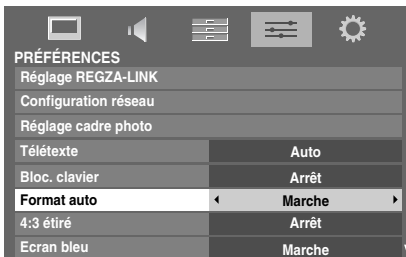 PRÉFÉRENCES
Réglage REGZA-LINK
Configuration réseau
Réglage cadre photo
Télétexte Auto
Bloc. clavier Arrêt
Format auto Marche
4:3 étiré Arrêt
Ecran bleu Marche